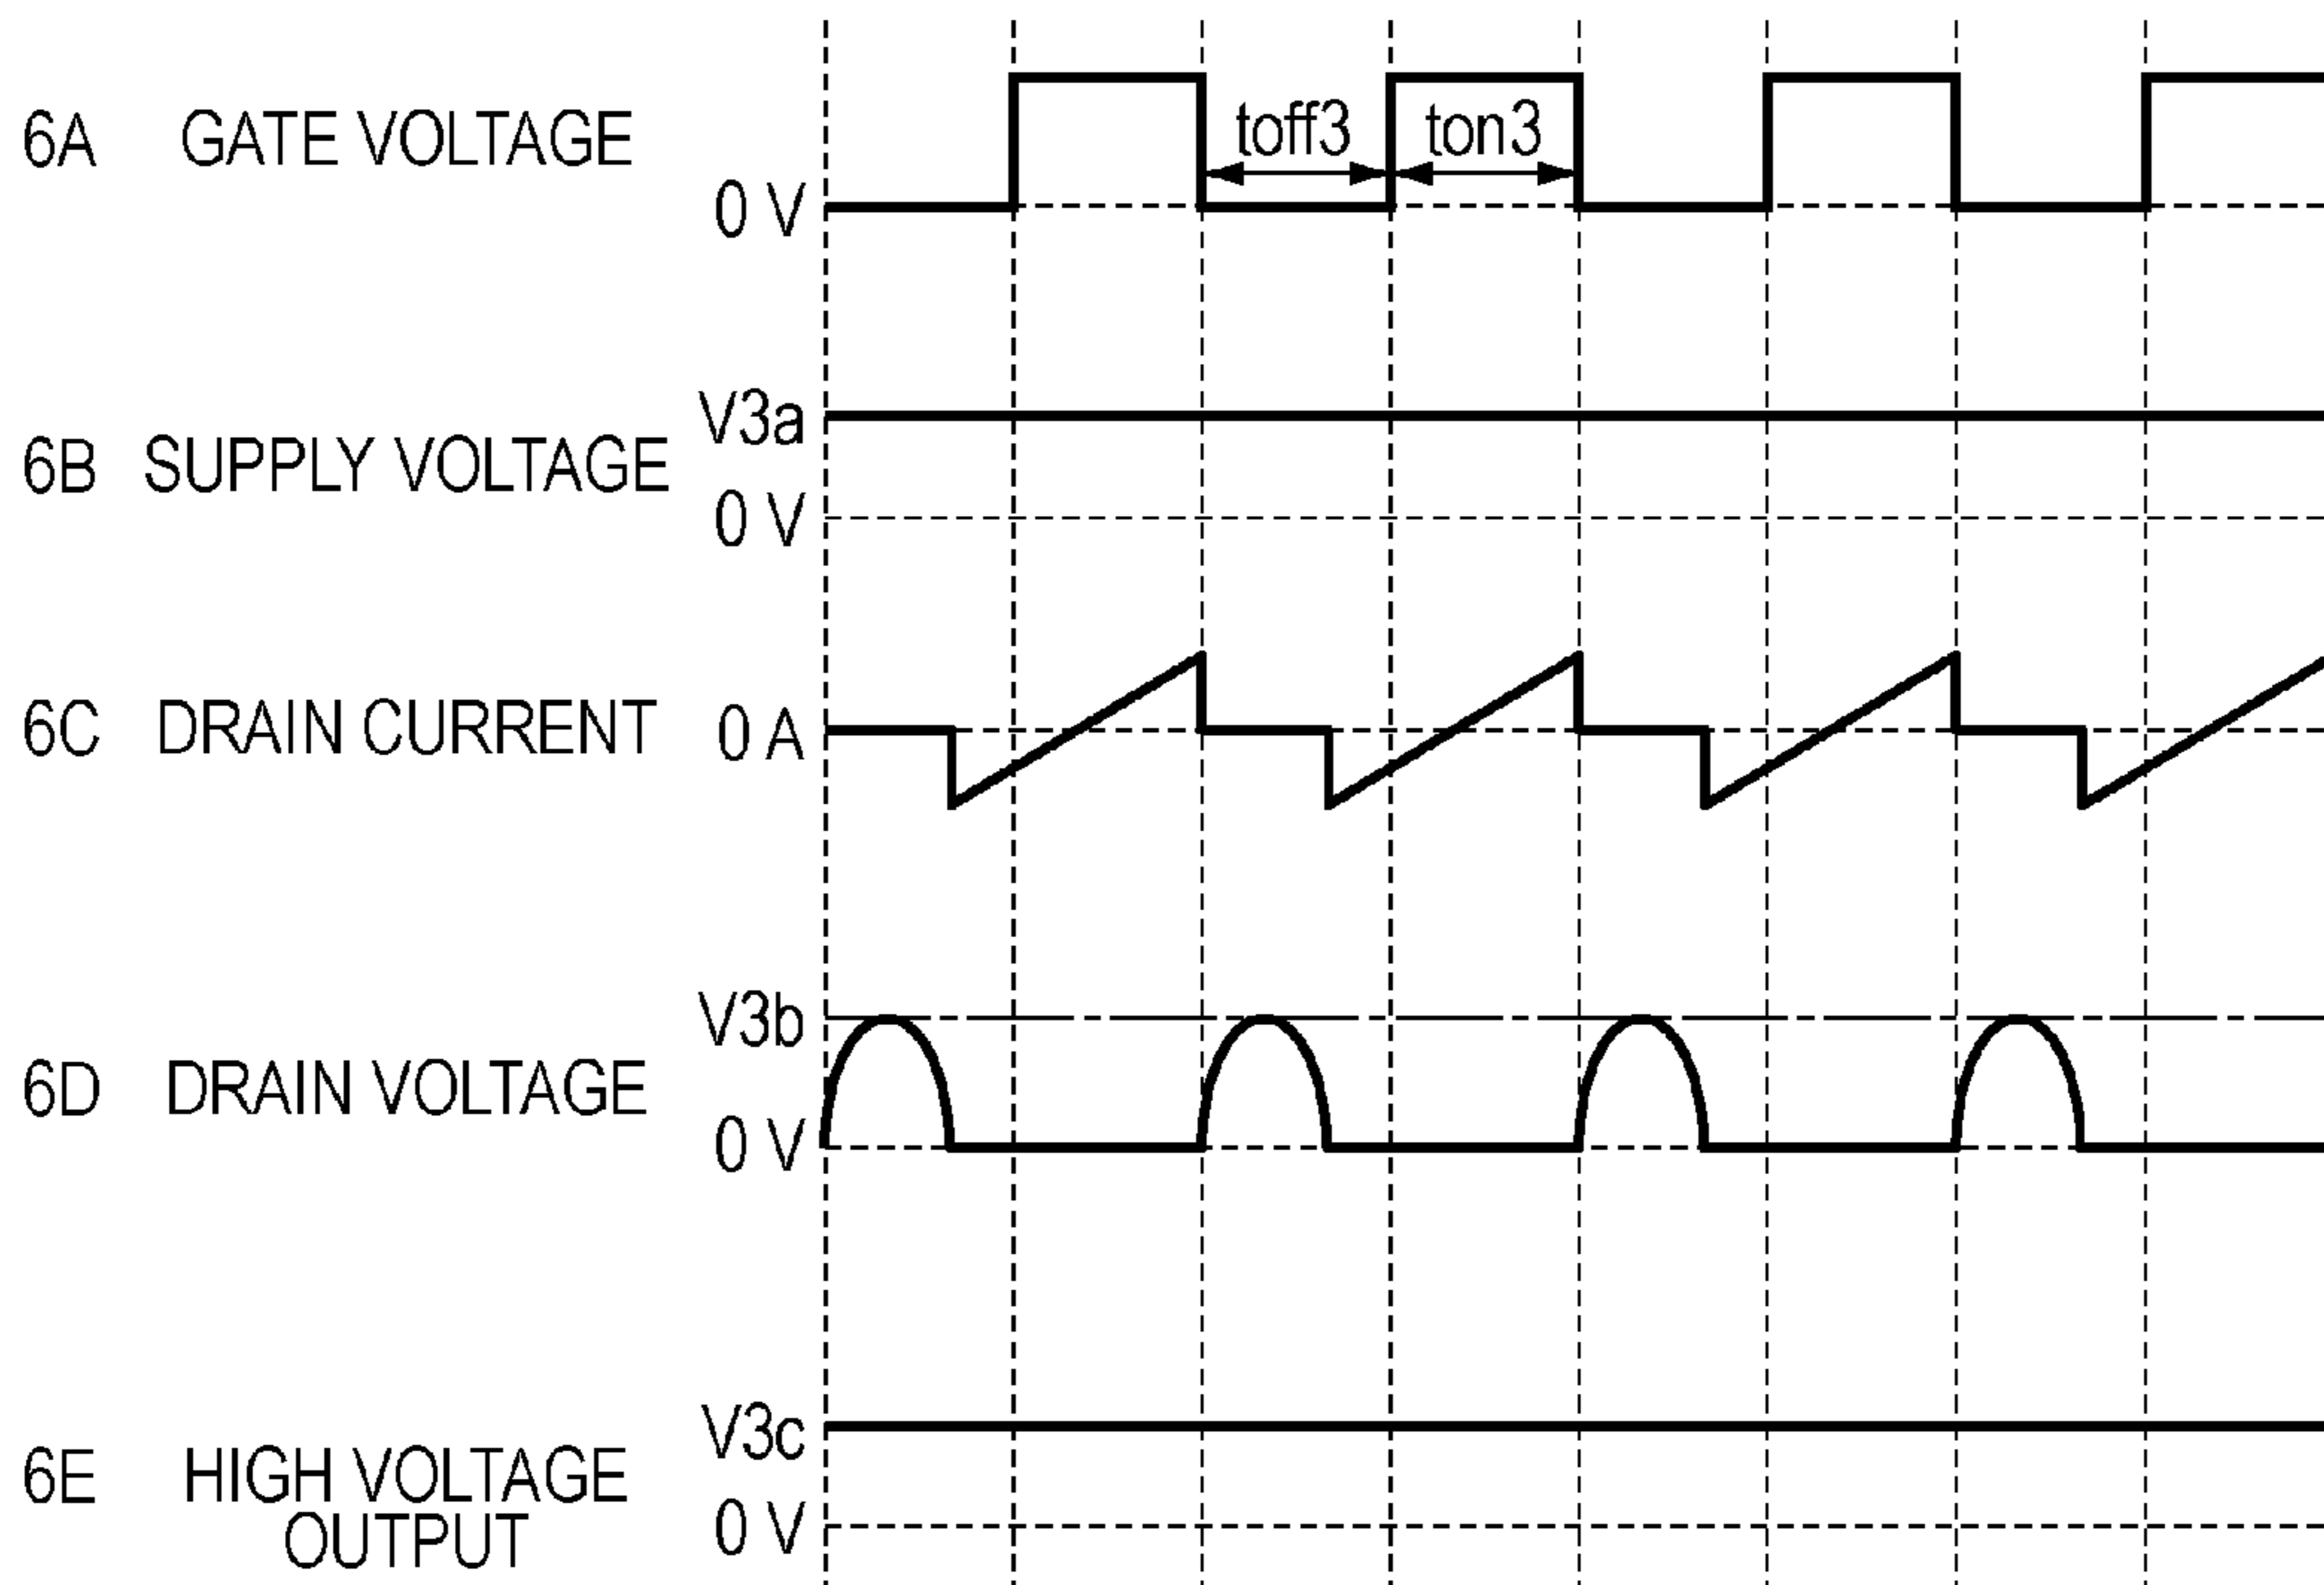 6A GATE VOLTAGE
toff3 ton3
0 V
V3a
6B SUPPLY VOLTAGE
0 V
6C DRAIN CURRENT 0 A
V3b
6D DRAIN VOLTAGE
0 V
V3c
6E HIGH VOLTAGE
OUTPUT
0 V